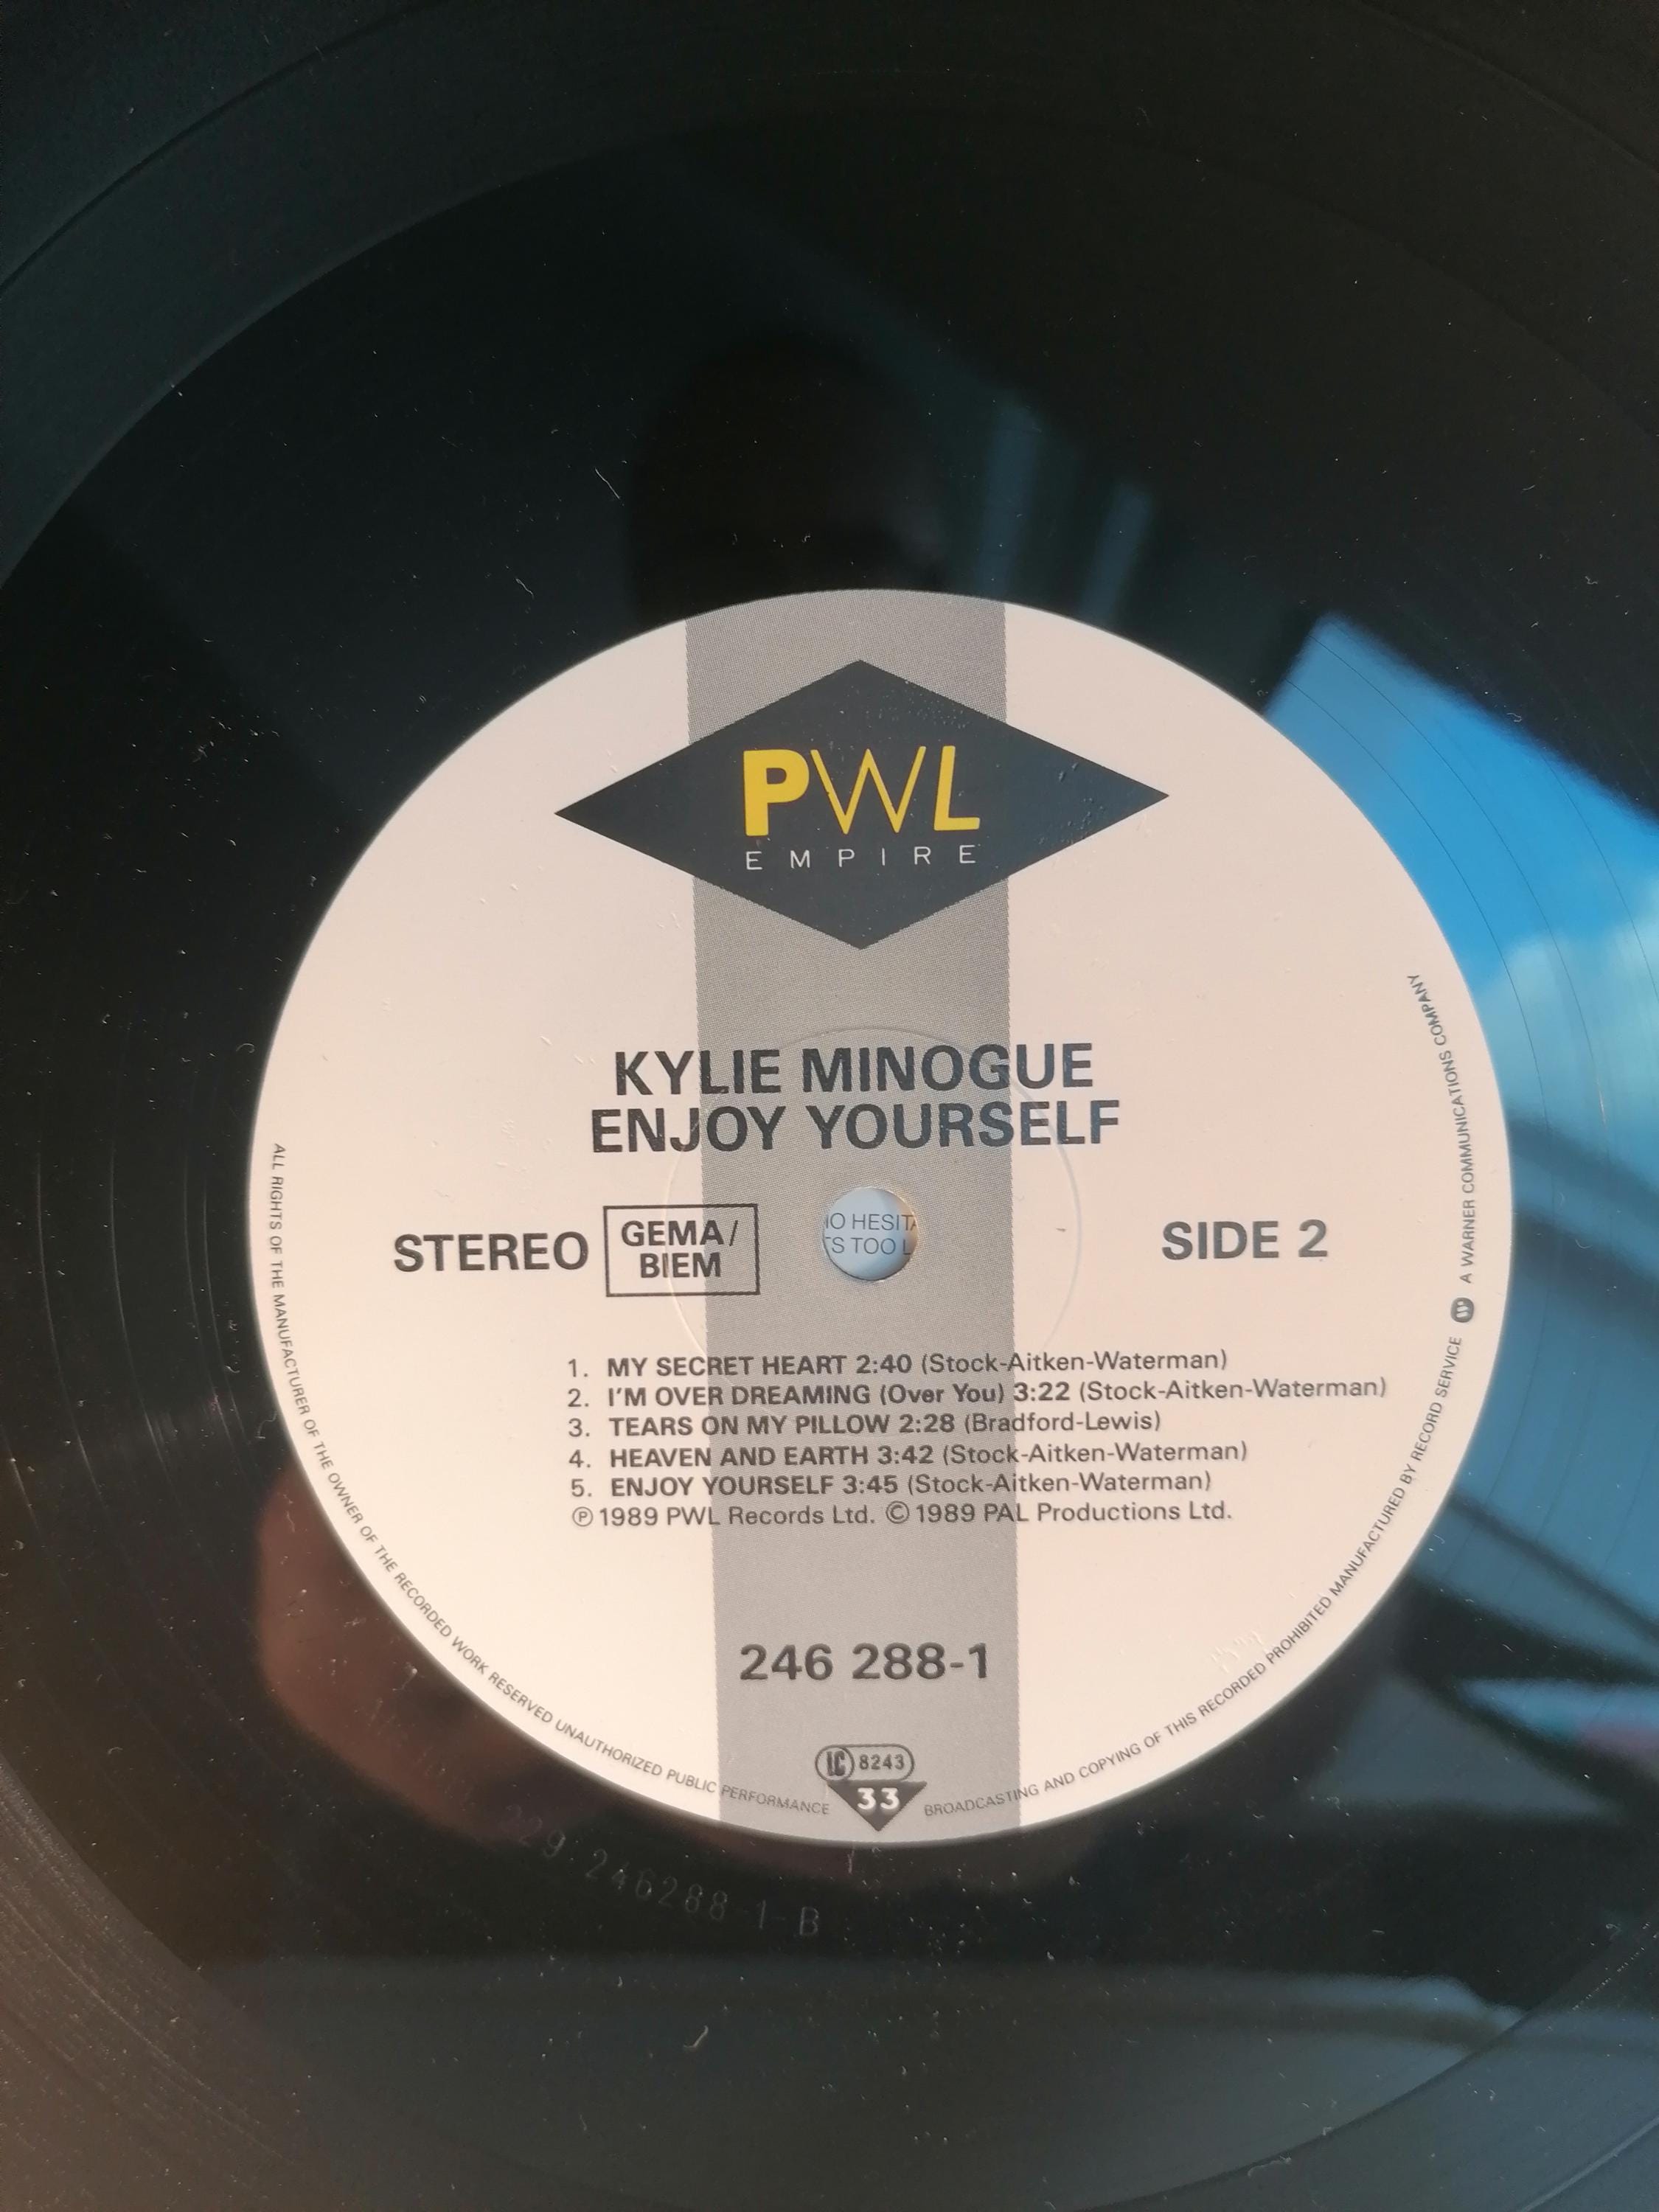 PWL
EMPIRE
KYLIE MINOGUE
ENJOY YOURSELF
STEREO
GEMA/
BIEM
IO HESITA
'S TOO L
SIDE 2
1. MY SECRET HEART 2:40 (Stock-Aitken-Waterman)
2. I'M OVER DREAMING (Over You) 3:22 (Stock-Aitken-Waterman)
3. TEARS ON MY PILLOW 2:28 (Bradford-Lewis)
4. HEAVEN AND EARTH 3:42 (Stock-Aitken-Waterman)
5. ENJOY YOURSELF 3:45 (Stock-Aitken-Waterman)
℗ 1989 PWL Records Ltd. © 1989 PAL Productions Ltd.
246 288-1
LC 8243
33
ALL RIGHTS OF THE MANUFACTURER OF THE OWNER OF THE RECORDED WORK RESERVED UNAUTHORIZED PUBLIC PERFORMANCE BROADCASTING AND COPYING OF THIS RECORDED PROHIBITED MANUFACTURED BY RECORD SERVICE A WARNER COMMUNICATIONS COMPANY
246288-1-B